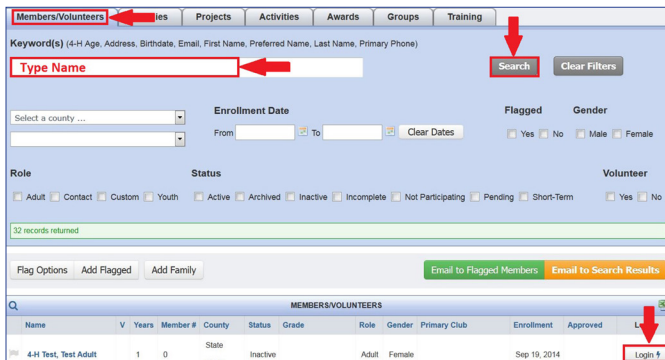 Members/Volunteers ies Projects Activities Awards Groups Training
Keyword(s) (4-H Age, Address, Birthdate, Email, First Name, Preferred Name, Last Name, Primary Phone)
Type Name Search Clear Filters
Enrollment Date Flagged Gender
Select a county ...
From To Clear Dates Yes No Male Female
Role Status Volunteer
Adult Contact Custom Youth Active Archived Inactive Incomplete Not Participating Pending Short-Term Yes No
32 records returned
Flag Options Add Flagged Add Family Email to Flagged Members Email to Search Results
MEMBERS/VOLUNTEERS
Name V Years Member # County Status Grade Role Gender Primary Club Enrollment Approved
State
4-H Test, Test Adult 1 0 Inactive Adult Female Sep 19, 2014 Login